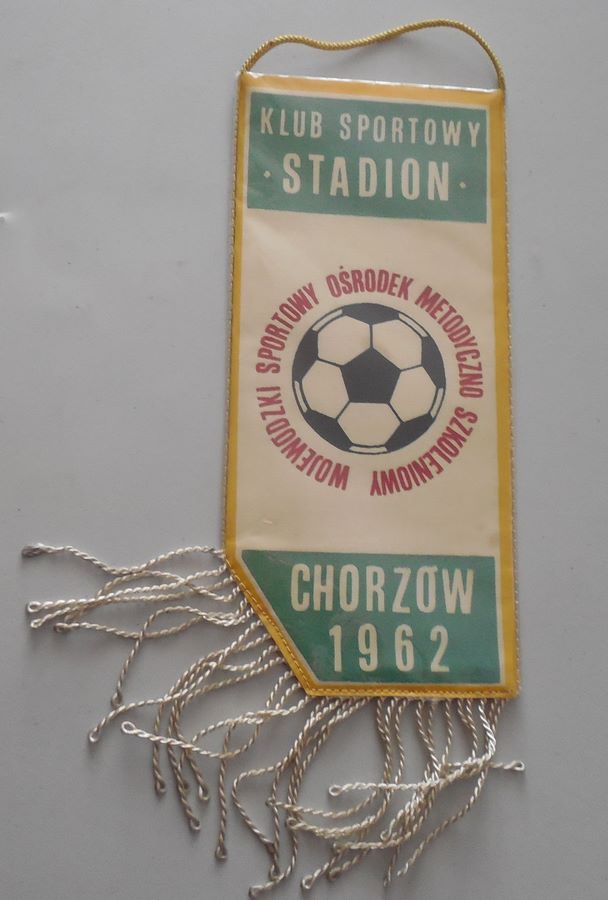 KLUB SPORTOWY
· STADION ·
WOJEWÓDZKI SPORTOWY OŚRODEK METODYCZNO SZKOLENIOWY
CHORZÓW
1962